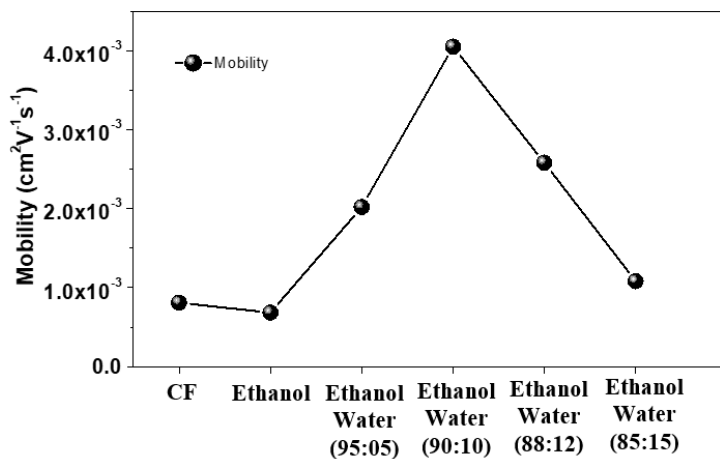 4.0x10⁻³
Mobility
3.0x10⁻³
2.0x10⁻³
1.0x10⁻³
0.0
Mobility (cm²V⁻¹s⁻¹)
CF
Ethanol
Ethanol
Water
(95:05)
Ethanol
Water
(90:10)
Ethanol
Water
(88:12)
Ethanol
Water
(85:15)